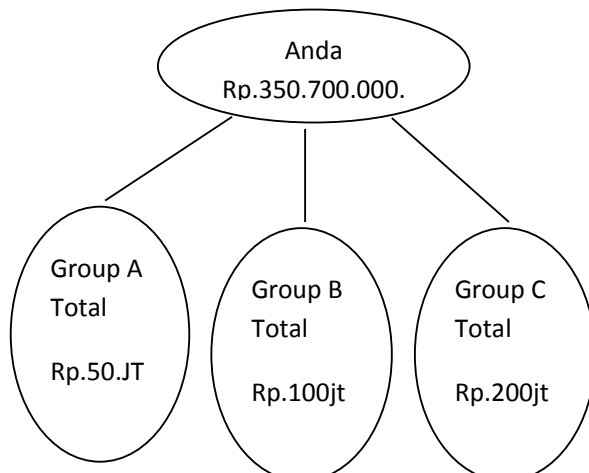 Anda
Rp.350.700.000.
Group A
Total
Rp.50.JT
Group B
Total
Rp.100jt
Group C
Total
Rp.200jt